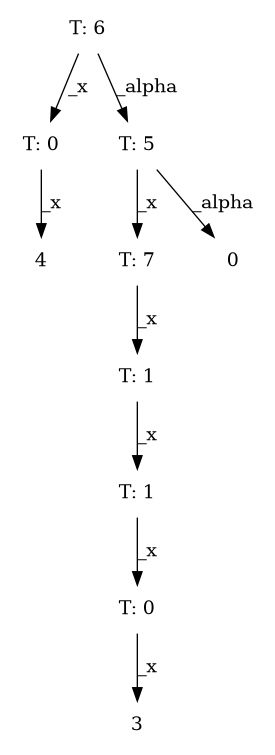 T: 6
_x _alpha
T: 0 T: 5
_x _x _alpha
4 T: 7 0
_x
T: 1
_x
T: 1
_x
T: 0
_x
3